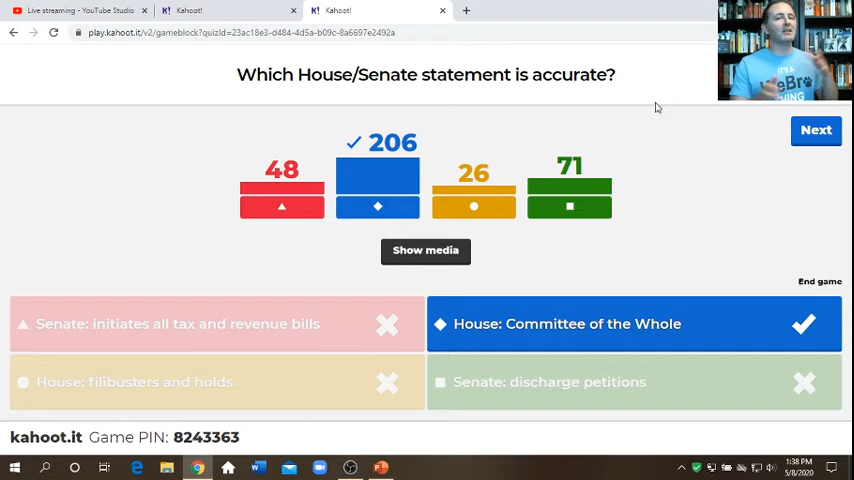 Live streaming - YouTube Studio
Kahoot!
Kahoot!
play.kahoot.it/v2/gameblock?quizId=23ac18e3-d484-4d5a-b09c-8a6697e2492a
Which House/Senate statement is accurate?
IT'S A
THING
Next
48
206
26
71
Show media
End game
Senate: initiates all tax and revenue bills
House: Committee of the Whole
House: filibusters and holds
Senate: discharge petitions
kahoot.it Game PIN: 8243363
1:38 PM
5/8/2020